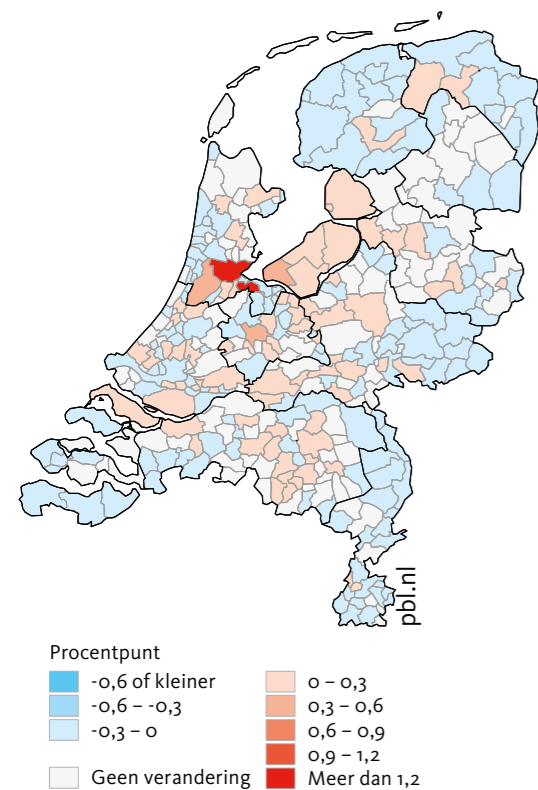 pbl.nl
Procentpunt
-0,6 of kleiner
-0,6 – -0,3
-0,3 – 0
Geen verandering
0 – 0,3
0,3 – 0,6
0,6 – 0,9
0,9 – 1,2
Meer dan 1,2